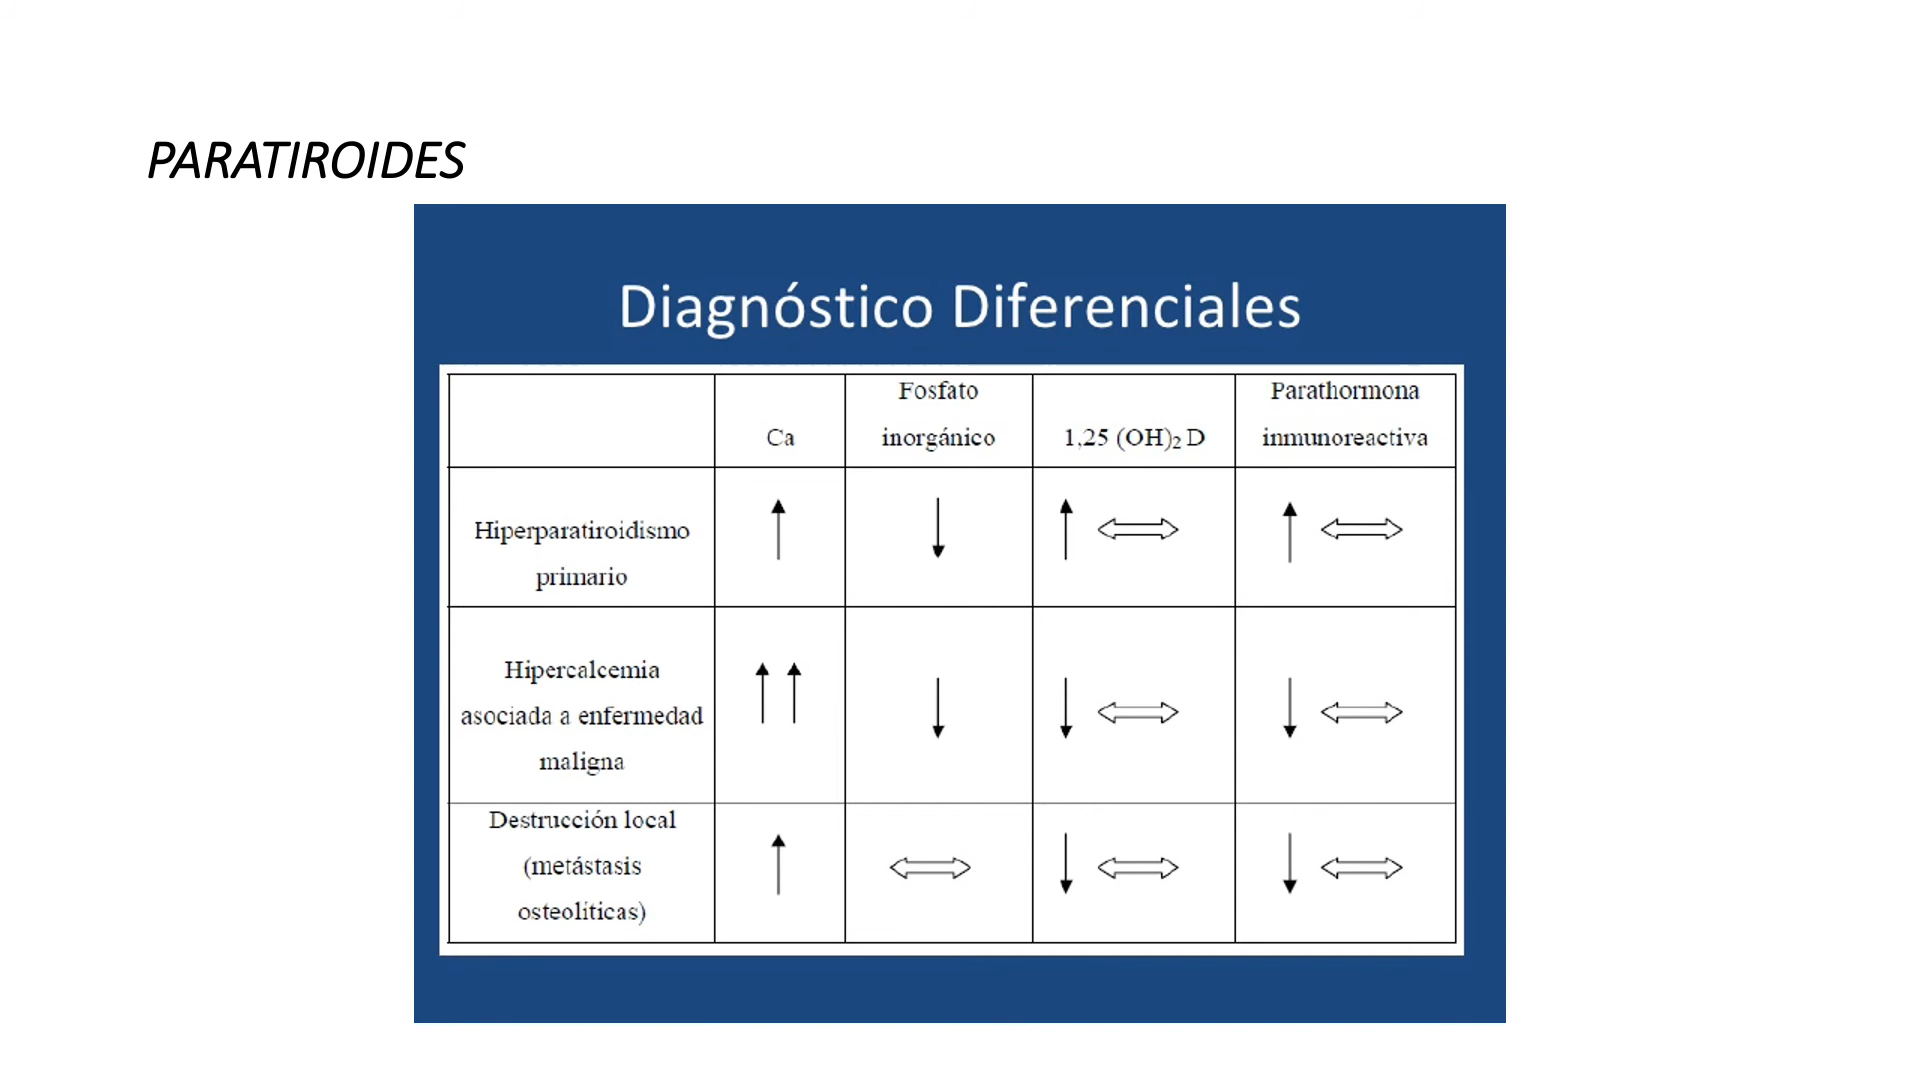 PARATIROIDES
Diagnóstico Diferenciales
Ca
Fosfato
inorgánico
1,25 (OH)₂ D
Parathormona
inmunoreactiva
Hiperparatiroidismo
primario
Hipercalcemia
asociada a enfermedad
maligna
Destrucción local
(metástasis
osteolíticas)